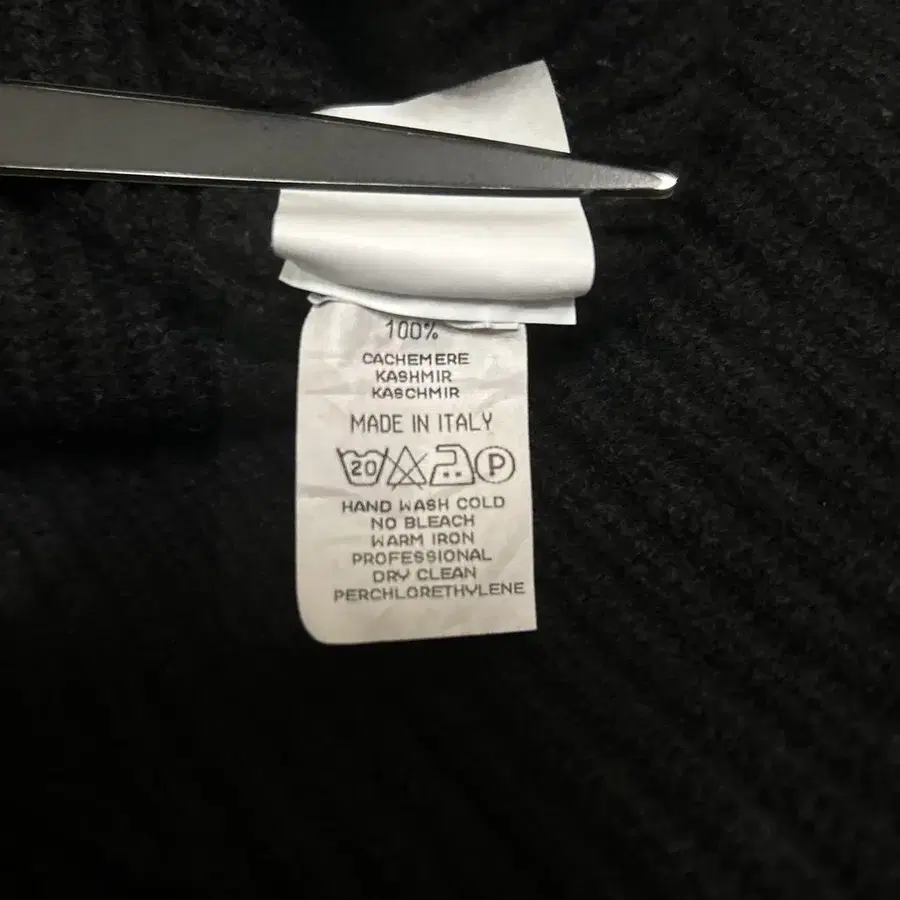 100%
CACHEMERE
KASHMIR
KASCHMIR
MADE IN ITALY
20 P
HAND WASH COLD
NO BLEACH
WARM IRON
PROFESSIONAL
DRY CLEAN
PERCHLORETHYLENE